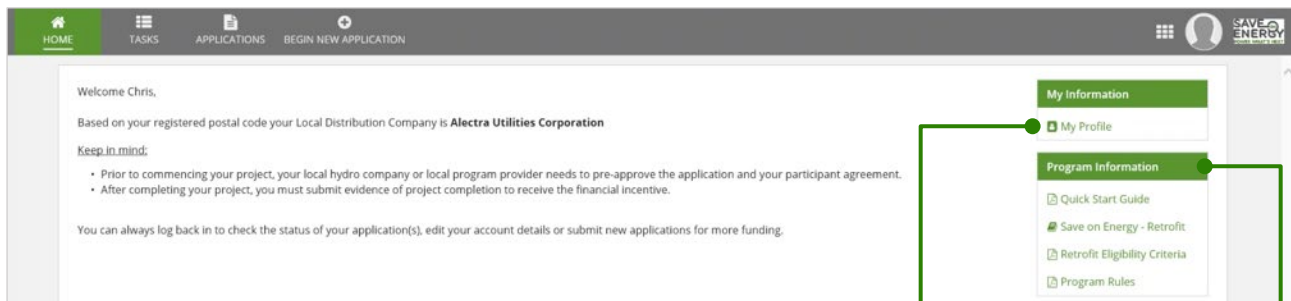 HOME
TASKS
APPLICATIONS
BEGIN NEW APPLICATION
SAVE ON
ENERGY
Welcome Chris,
Based on your registered postal code your Local Distribution Company is Alectra Utilities Corporation
Keep in mind:
• Prior to commencing your project, your local hydro company or local program provider needs to pre-approve the application and your participant agreement.
• After completing your project, you must submit evidence of project completion to receive the financial incentive.
You can always log back in to check the status of your application(s), edit your account details or submit new applications for more funding.
My Information
My Profile
Program Information
Quick Start Guide
Save on Energy - Retrofit
Retrofit Eligibility Criteria
Program Rules